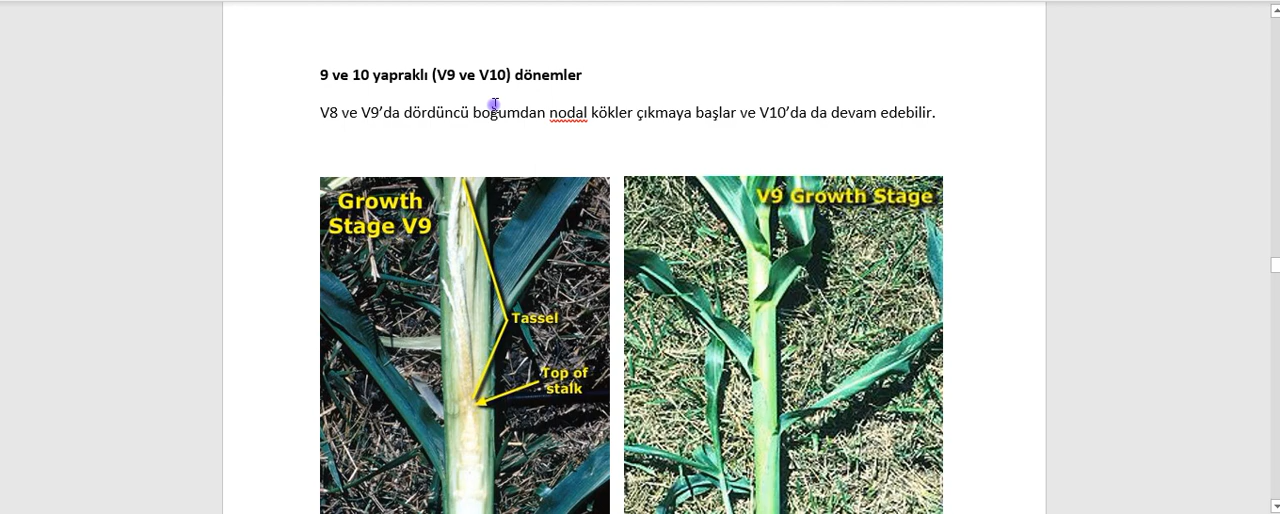 9 ve 10 yapraklı (V9 ve V10) dönemler
V8 ve V9’da dördüncü boğumdan nodal kökler çıkmaya başlar ve V10’da da devam edebilir.
Growth
Stage V9
Tassel
Top of
stalk
V9 Growth Stage